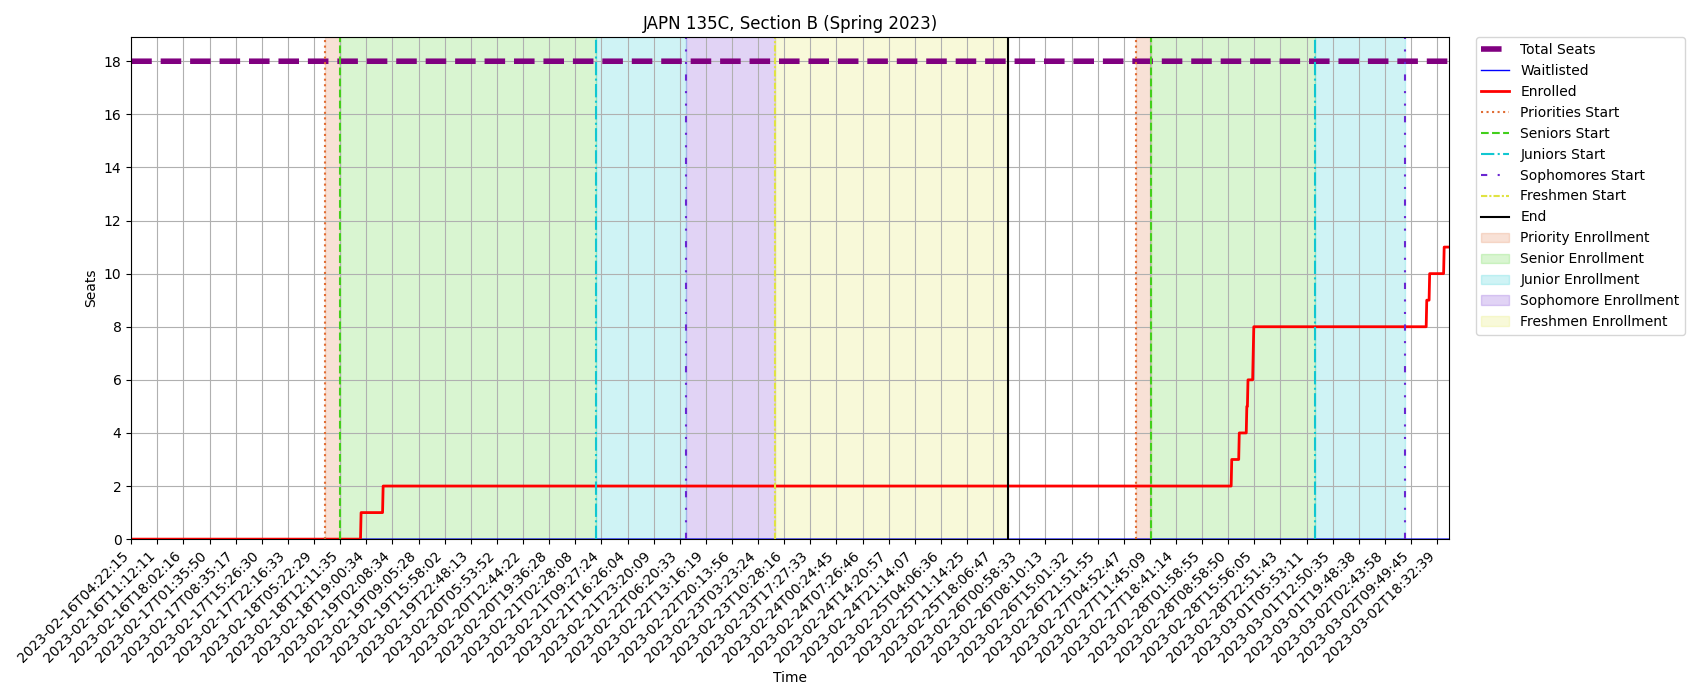 JAPN 135C, Section B (Spring 2023)
Seats
18
16
14
12
10
8
6
4
2
0
2023-02-16T04:22:15
2023-02-16T11:12:11
2023-02-16T18:02:16
2023-02-17T01:35:50
2023-02-17T08:35:17
2023-02-17T15:26:30
2023-02-17T22:16:33
2023-02-18T05:22:29
2023-02-18T12:11:35
2023-02-18T19:00:34
2023-02-19T02:08:34
2023-02-19T09:05:28
2023-02-19T15:58:02
2023-02-19T22:48:13
2023-02-20T05:53:52
2023-02-20T12:44:22
2023-02-20T19:36:28
2023-02-21T02:28:08
2023-02-21T09:27:24
2023-02-21T16:26:04
2023-02-21T23:20:09
2023-02-22T06:20:33
2023-02-22T13:16:19
2023-02-22T20:13:56
2023-02-23T03:23:24
2023-02-23T10:28:16
2023-02-23T17:27:33
2023-02-24T00:24:45
2023-02-24T07:26:46
2023-02-24T14:20:57
2023-02-24T21:14:07
2023-02-25T04:06:36
2023-02-25T11:14:25
2023-02-25T18:06:47
2023-02-26T00:58:33
2023-02-26T08:10:13
2023-02-26T15:01:32
2023-02-26T21:51:55
2023-02-27T04:52:47
2023-02-27T11:45:09
2023-02-27T18:41:14
2023-02-28T01:58:55
2023-02-28T08:58:50
2023-02-28T15:56:05
2023-02-28T22:51:43
2023-03-01T05:53:11
2023-03-01T12:50:35
2023-03-01T19:48:38
2023-03-02T02:43:58
2023-03-02T09:49:45
2023-03-02T18:32:39
Time
Total Seats
Waitlisted
Enrolled
Priorities Start
Seniors Start
Juniors Start
Sophomores Start
Freshmen Start
End
Priority Enrollment
Senior Enrollment
Junior Enrollment
Sophomore Enrollment
Freshmen Enrollment